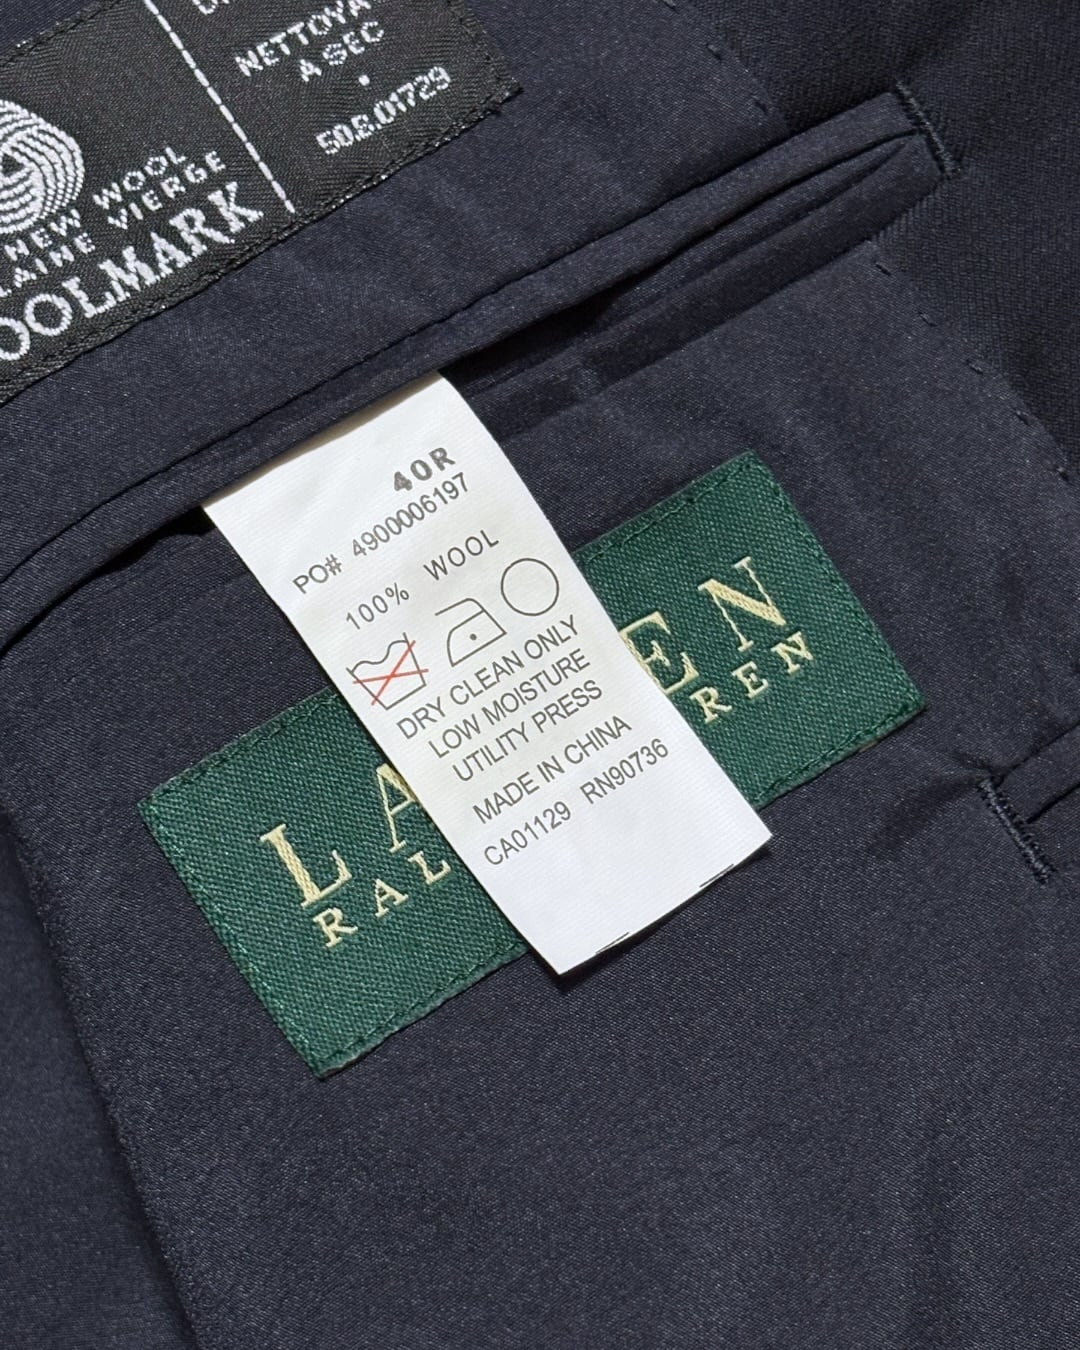 NETTOYA
A SEC
508.01729
NEW WOOL
LAINE VIERGE
OOLMARK
40R
PO# 4900006197
100% WOOL
DRY CLEAN ONLY
LOW MOISTURE
UTILITY PRESS
MADE IN CHINA
CA01129 RN90736
LA EN
RAL REN